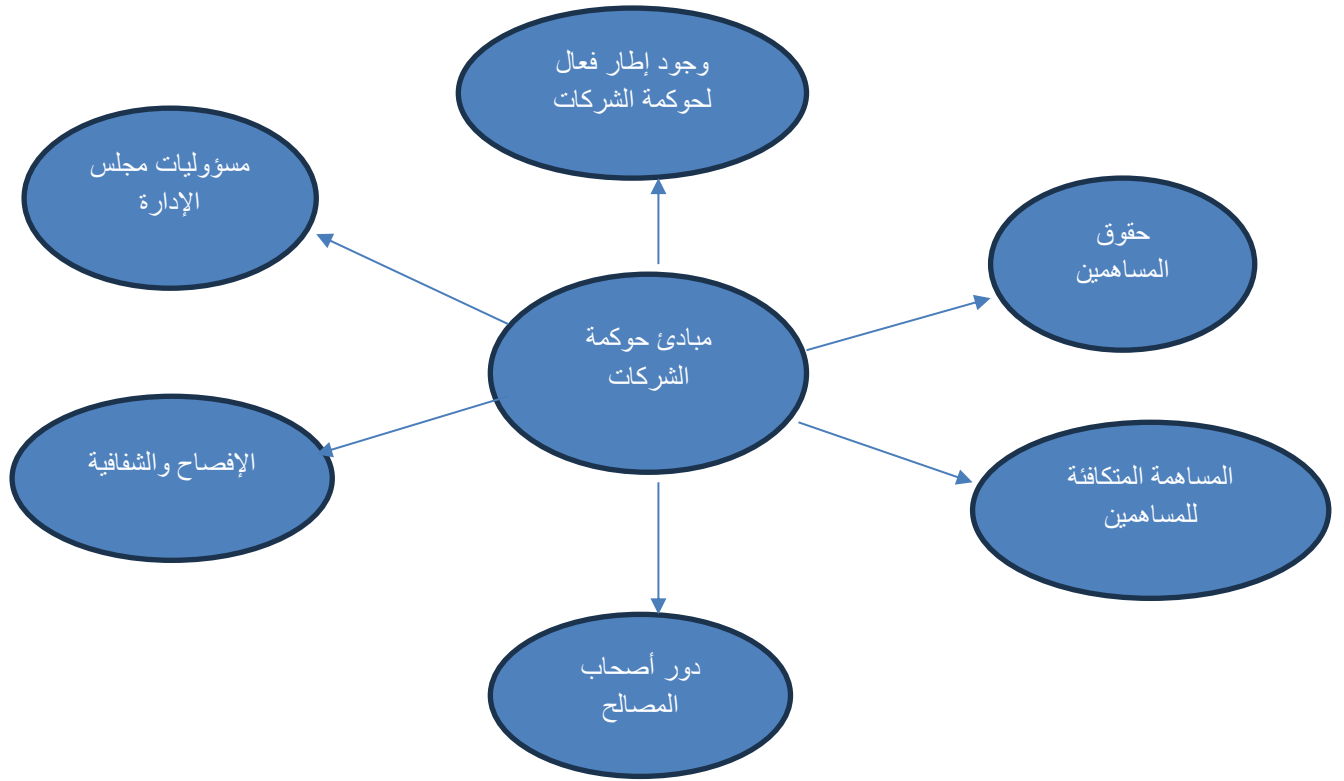 وجود إطار فعال
لحوكمة الشركات
مسؤوليات مجلس
الإدارة
حقوق
المساهمين
مبادئ حوكمة
الشركات
الإفصاح والشفافية
المساهمة المتكافئة
للمساهمين
دور أصحاب
المصالح